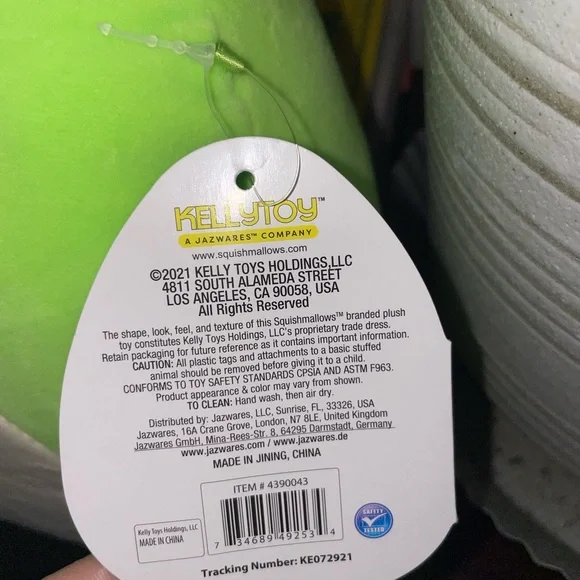 KELLYTOY™
A JAZWARES™ COMPANY
www.squishmallows.com
©2021 KELLY TOYS HOLDINGS,LLC
4811 SOUTH ALAMEDA STREET
LOS ANGELES, CA 90058, USA
All Rights Reserved
The shape, look, feel, and texture of this Squishmallows™ branded plush
toy constitutes Kelly Toys Holdings, LLC's proprietary trade dress.
Retain packaging for future reference as it contains important information.
CAUTION: All plastic tags and attachments to a basic stuffed
animal should be removed before giving it to a child.
CONFORMS TO TOY SAFETY STANDARDS CPSIA AND ASTM F963.
Product appearance & color may vary from shown.
TO CLEAN: Hand wash, then air dry.
Distributed by: Jazwares, LLC, Sunrise, FL, 33326, USA
Jazwares, 16A Crane Grove, London, N7 8LE, United Kingdom
Jazwares GmbH, Mina-Rees-Str. 8, 64295 Darmstadt, Germany
www.jazwares.com / www.jazwares.de
MADE IN JINING, CHINA
ITEM # 4390043
7 34689 49253 4
Kelly Toys Holdings, LLC
MADE IN CHINA
SAFETY
TESTED
Tracking Number: KE072921